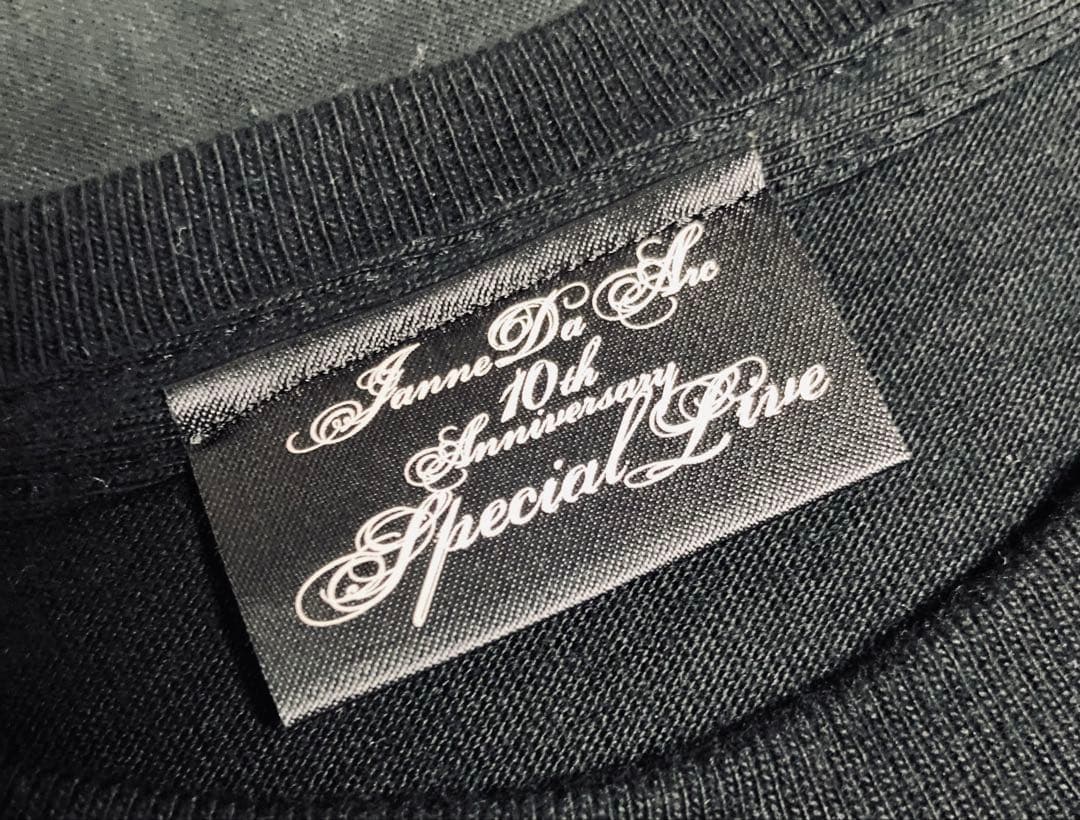 Janne Da Arc
10th
Anniversary
Special Live